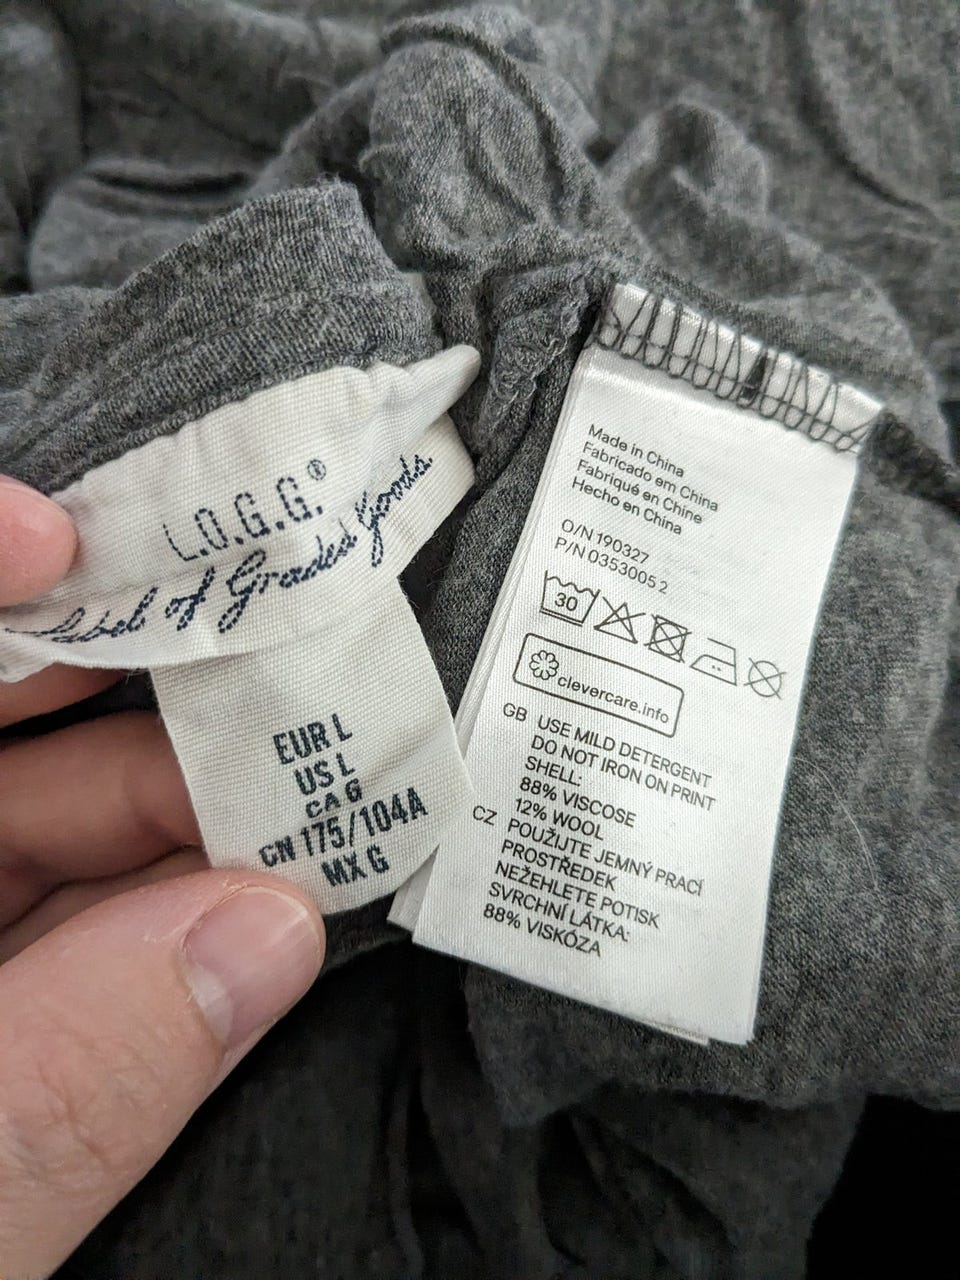 L.O.G.G.®
Label of Graded Goods.
EUR L
US L
CA G
CN 175/104A
MX G
Made in China
Fabricado em China
Fabriqué en Chine
Hecho en China
O/N 190327
P/N 0353005 2
30
clevercare.info
GB USE MILD DETERGENT
DO NOT IRON ON PRINT
SHELL:
88% VISCOSE
12% WOOL
CZ POUŽIJTE JEMNÝ PRACÍ
PROSTŘEDEK
NEŽEHLETE POTISK
SVRCHNÍ LÁTKA:
88% VISKÓZA